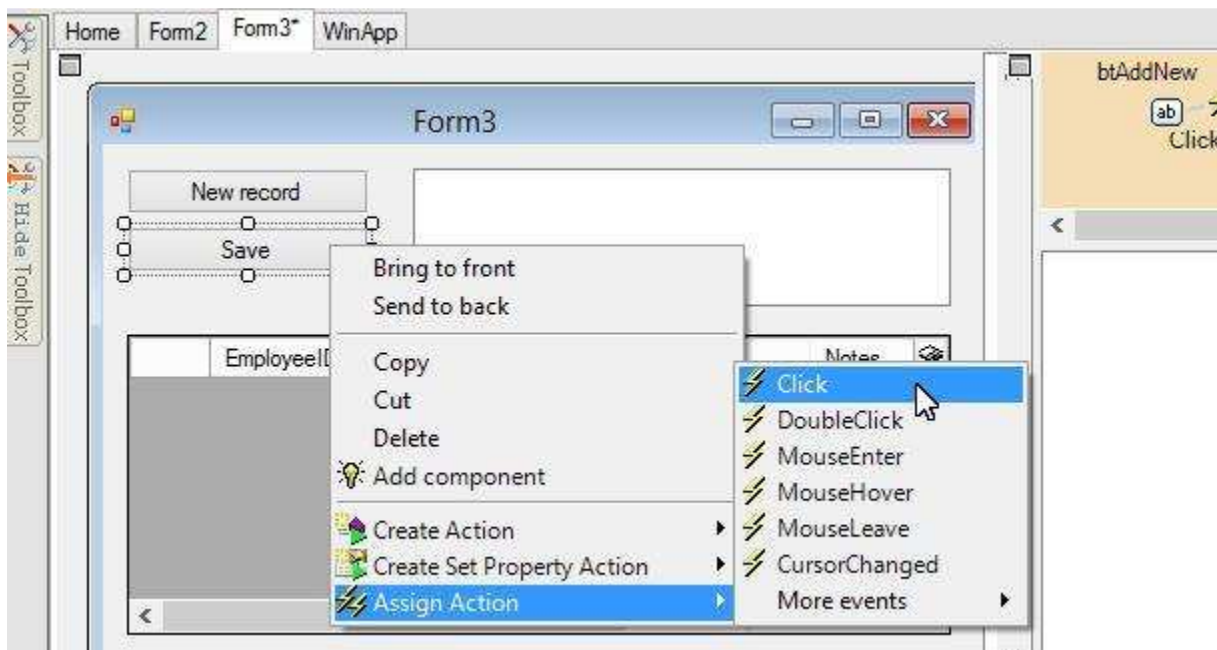 Home Form2 Form3* WinApp
Toolbox
Hide Toolbox
btAddNew
ab
Click
Form3
New record
Save
EmployeeID
Notes
Bring to front
Send to back
Copy
Cut
Delete
Add component
Create Action
Create Set Property Action
Assign Action
Click
DoubleClick
MouseEnter
MouseHover
MouseLeave
CursorChanged
More events